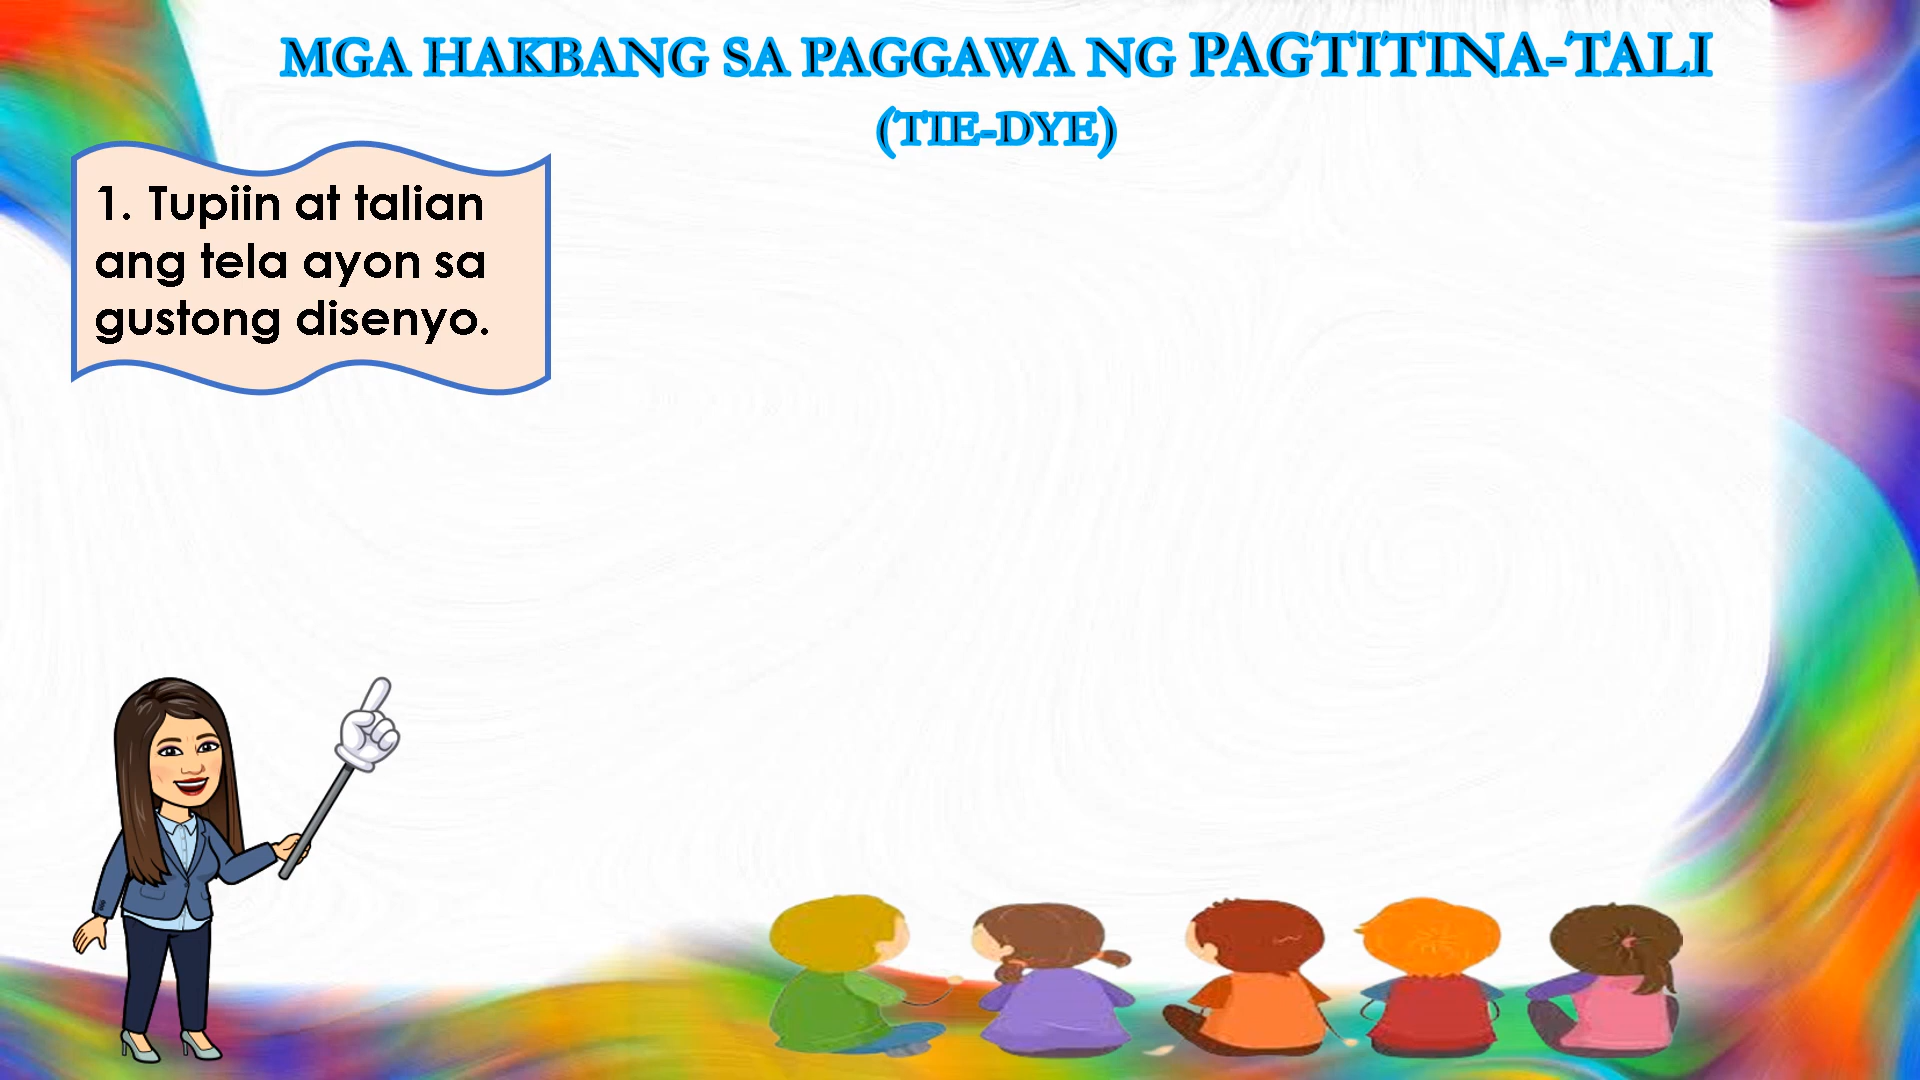 MGA HAKBANG SA PAGGAWA NG PAGTITINA-TALI
(TIE-DYE)
1. Tupiin at talian
ang tela ayon sa
gustong disenyo.